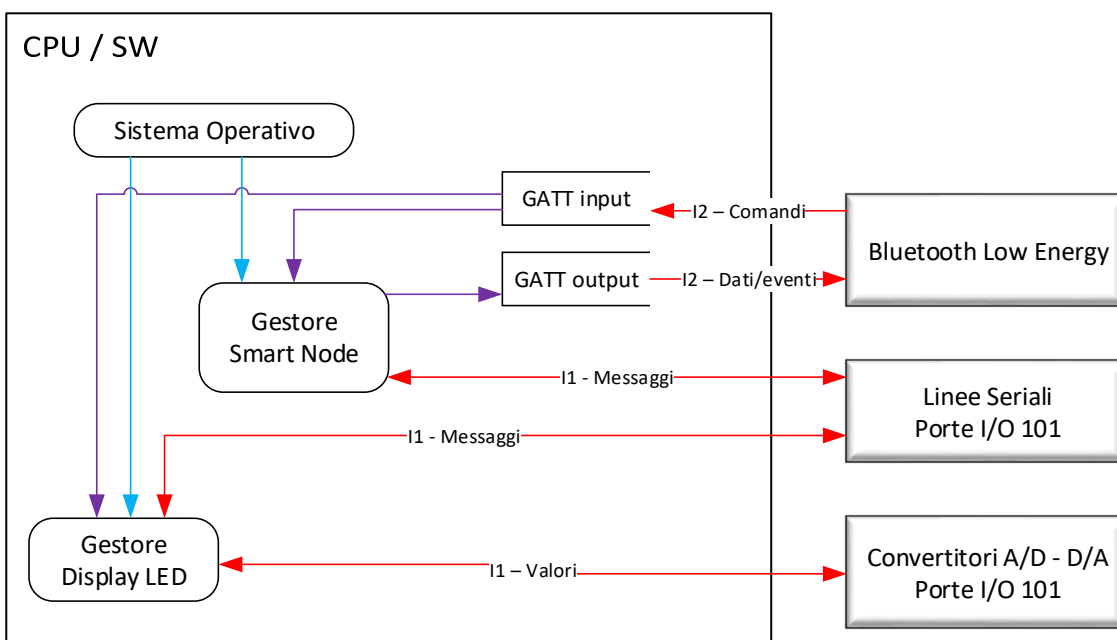 CPU / SW
Sistema Operativo
GATT input
I2 – Comandi
Bluetooth Low Energy
GATT output
I2 – Dati/eventi
Gestore
Smart Node
I1 - Messaggi
Linee Seriali
Porte I/O 101
I1 - Messaggi
Gestore
Display LED
I1 – Valori
Convertitori A/D - D/A
Porte I/O 101